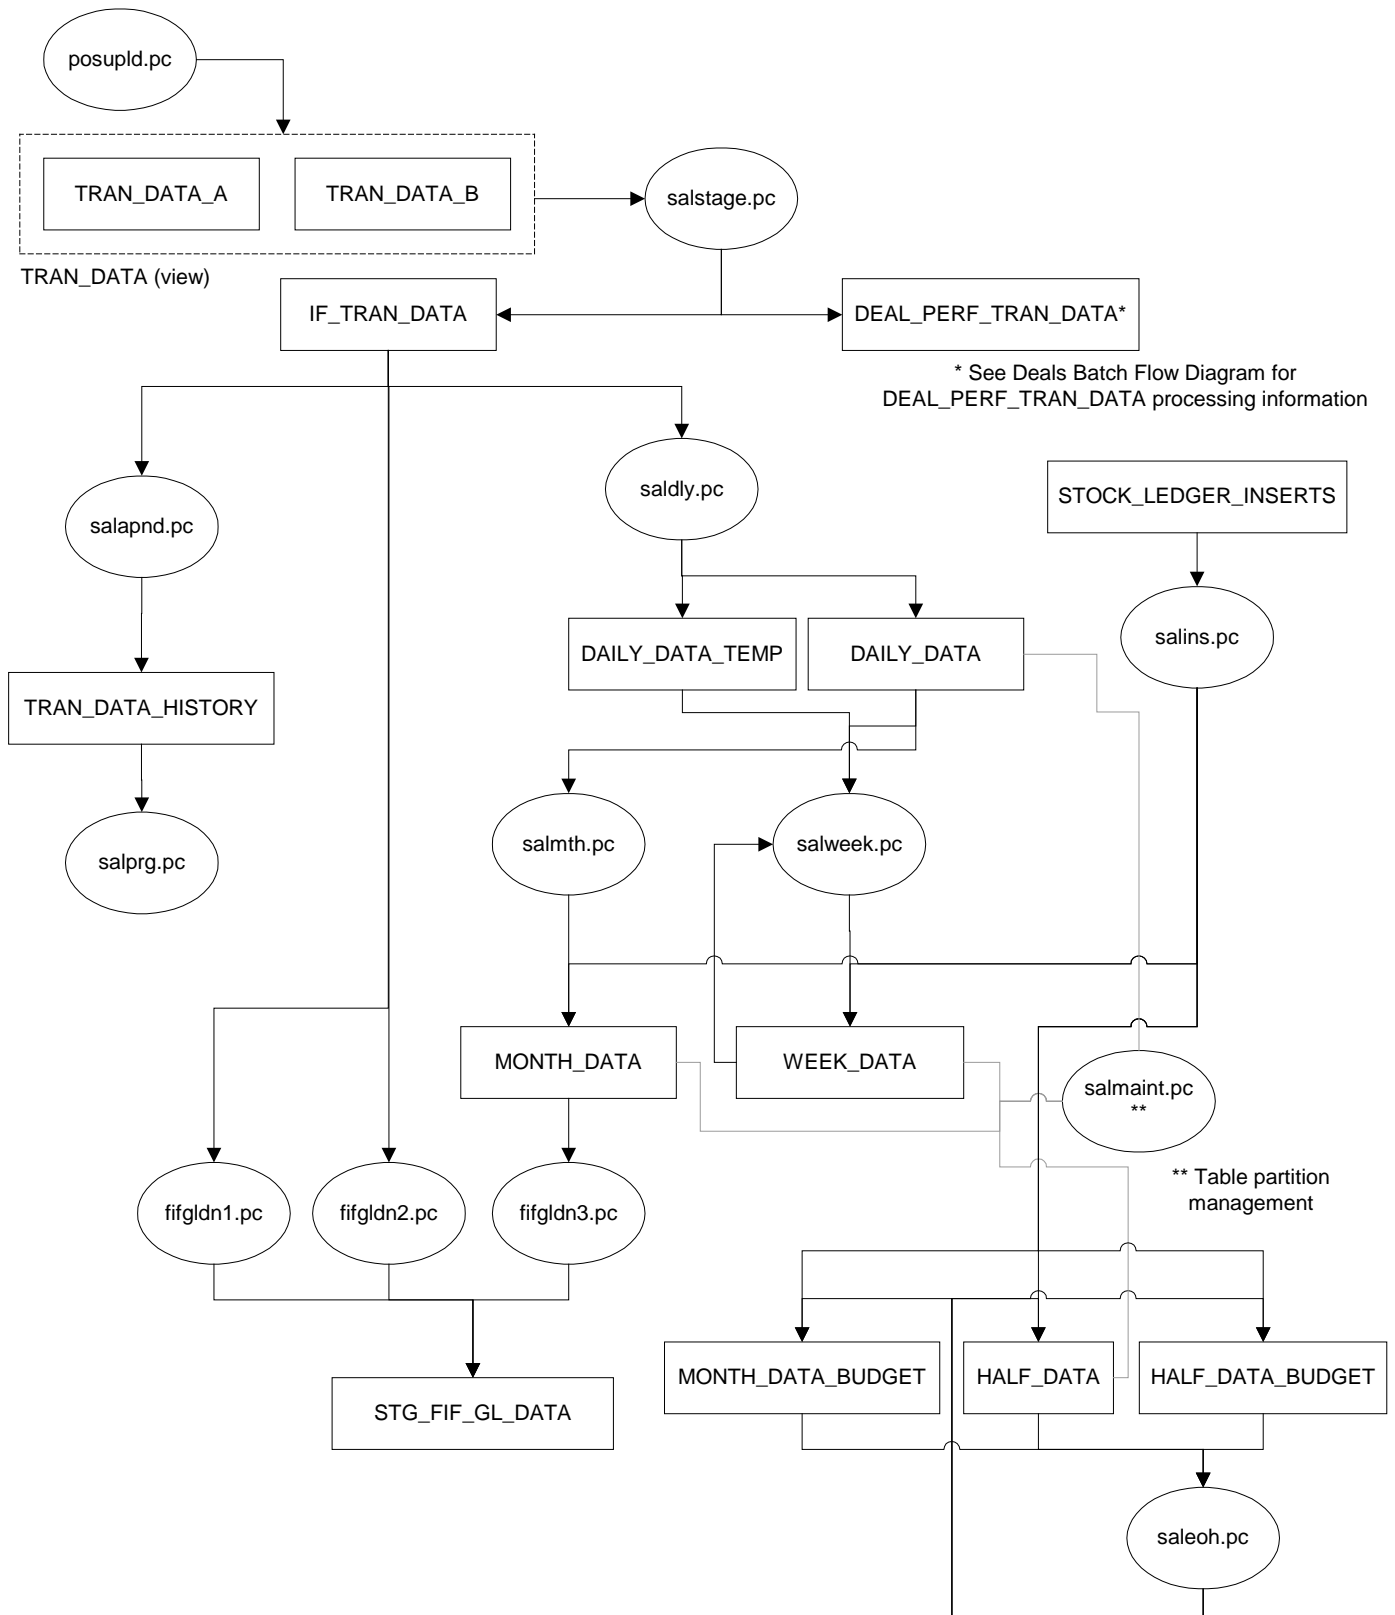 posupld.pc
TRAN_DATA_A
TRAN_DATA_B
salstage.pc
TRAN_DATA (view)
IF_TRAN_DATA
DEAL_PERF_TRAN_DATA*
* See Deals Batch Flow Diagram for
DEAL_PERF_TRAN_DATA processing information
saldly.pc
STOCK_LEDGER_INSERTS
salapnd.pc
salins.pc
DAILY_DATA_TEMP
DAILY_DATA
TRAN_DATA_HISTORY
salmth.pc
salweek.pc
salprg.pc
MONTH_DATA
WEEK_DATA
salmaint.pc
**
** Table partition
management
fifgldn1.pc
fifgldn2.pc
fifgldn3.pc
MONTH_DATA_BUDGET
HALF_DATA
HALF_DATA_BUDGET
STG_FIF_GL_DATA
saleoh.pc